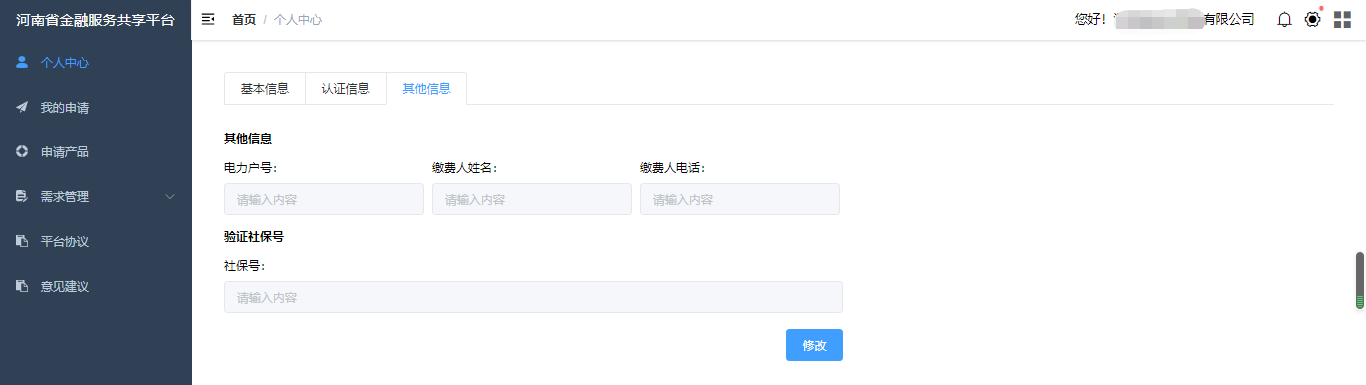 河南省金融服务共享平台
首页 / 个人中心
您好！
有限公司
个人中心
我的申请
申请产品
需求管理
平台协议
意见建议
基本信息 认证信息 其他信息
其他信息
电力户号: 缴费人姓名: 缴费人电话:
请输入内容 请输入内容 请输入内容
验证社保号
社保号:
请输入内容
修改